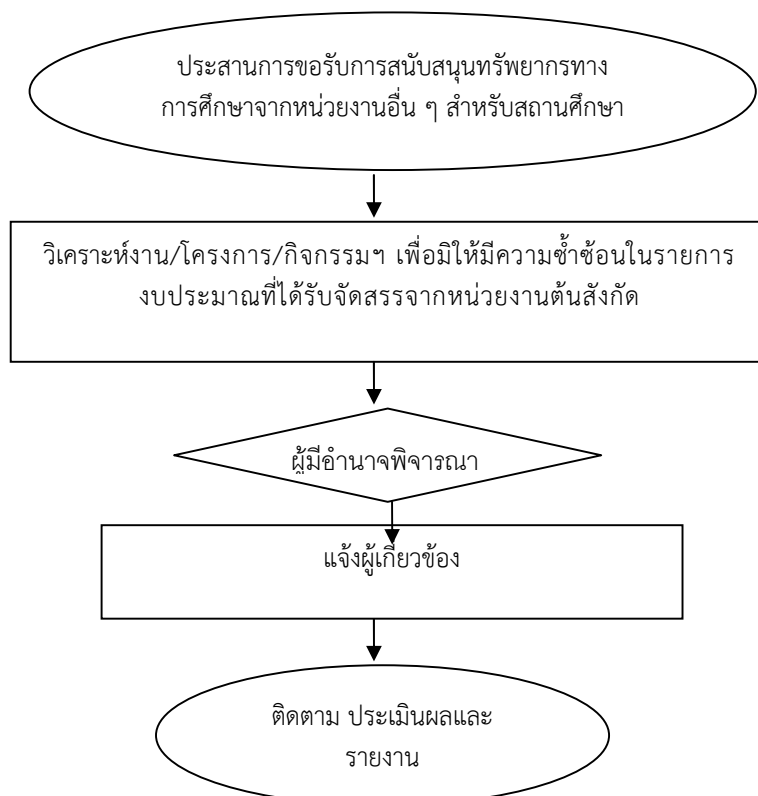 ประสานการขอรับการสนับสนุนทรัพยากรทาง
การศึกษาจากหน่วยงานอื่น ๆ สำหรับสถานศึกษา
วิเคราะห์งาน/โครงการ/กิจกรรมฯ เพื่อมิให้มีความซ้ำซ้อนในรายการ
งบประมาณที่ได้รับจัดสรรจากหน่วยงานต้นสังกัด
ผู้มีอำนาจพิจารณา
แจ้งผู้เกี่ยวข้อง
ติดตาม ประเมินผลและ
รายงาน